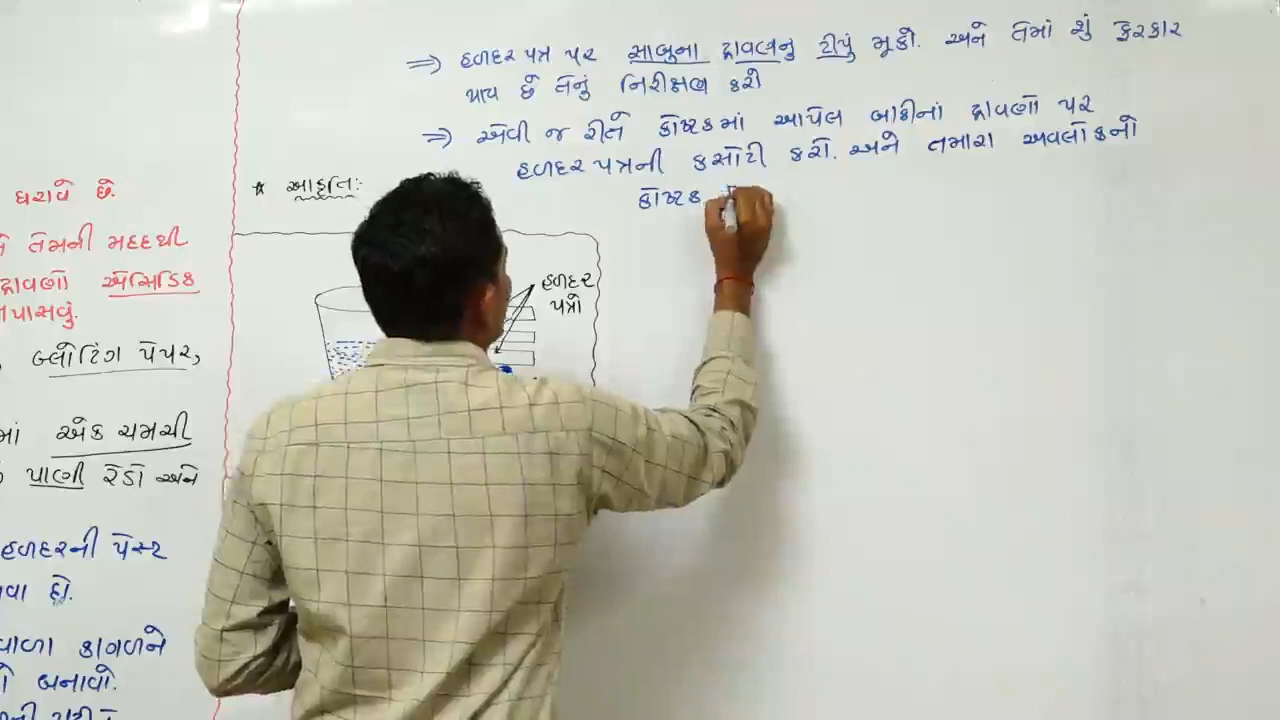 ધરાવે છે.
તેમની મદદથી
દ્રાવણો એસિડિક
તપાસવું.
બ્લોટિંગ પેપર,
માં એક ચમચી
પાણી રેડો અને
હળદરની પેસ્ટ
વા દો.
વાળા કાગળને
બનાવો.
* આકૃતિ:-
હળદર
પત્રો
⇒ હળદર પત્ર પર સાબુના દ્રાવણનું ટીપું મૂકો. અને તેમાં શું ફેરફાર
થાય છે તેનું નિરીક્ષણ કરો
⇒ એવી જ રીતે કોષ્ટકમાં આપેલ બાકીનાં દ્રાવણો પર
હળદર પત્રની કસોટી કરો. અને તમારા અવલોકનો
કોષ્ટક